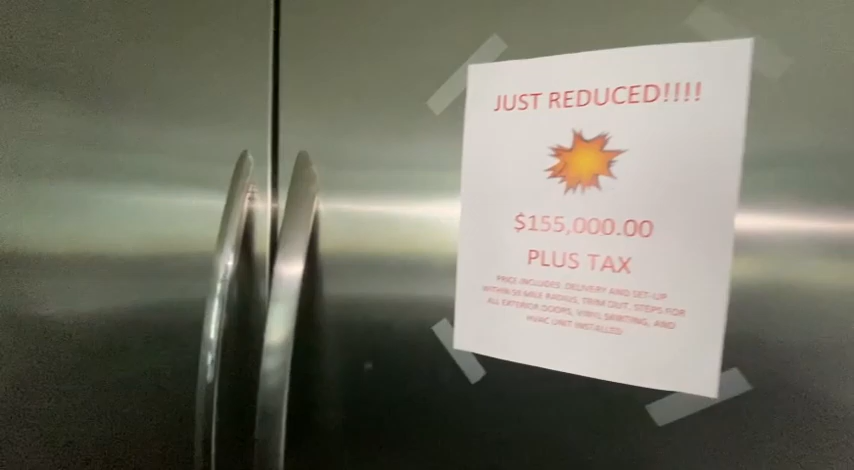 JUST REDUCED!!!!
$155,000.00
PLUS TAX
PRICE INCLUDES: DELIVERY AND SET-UP
WITHIN 50 MILE RADIUS, TRIM OUT, STEPS FOR
ALL EXTERIOR DOORS, VINYL SKIRTING, AND
HVAC UNIT INSTALLED